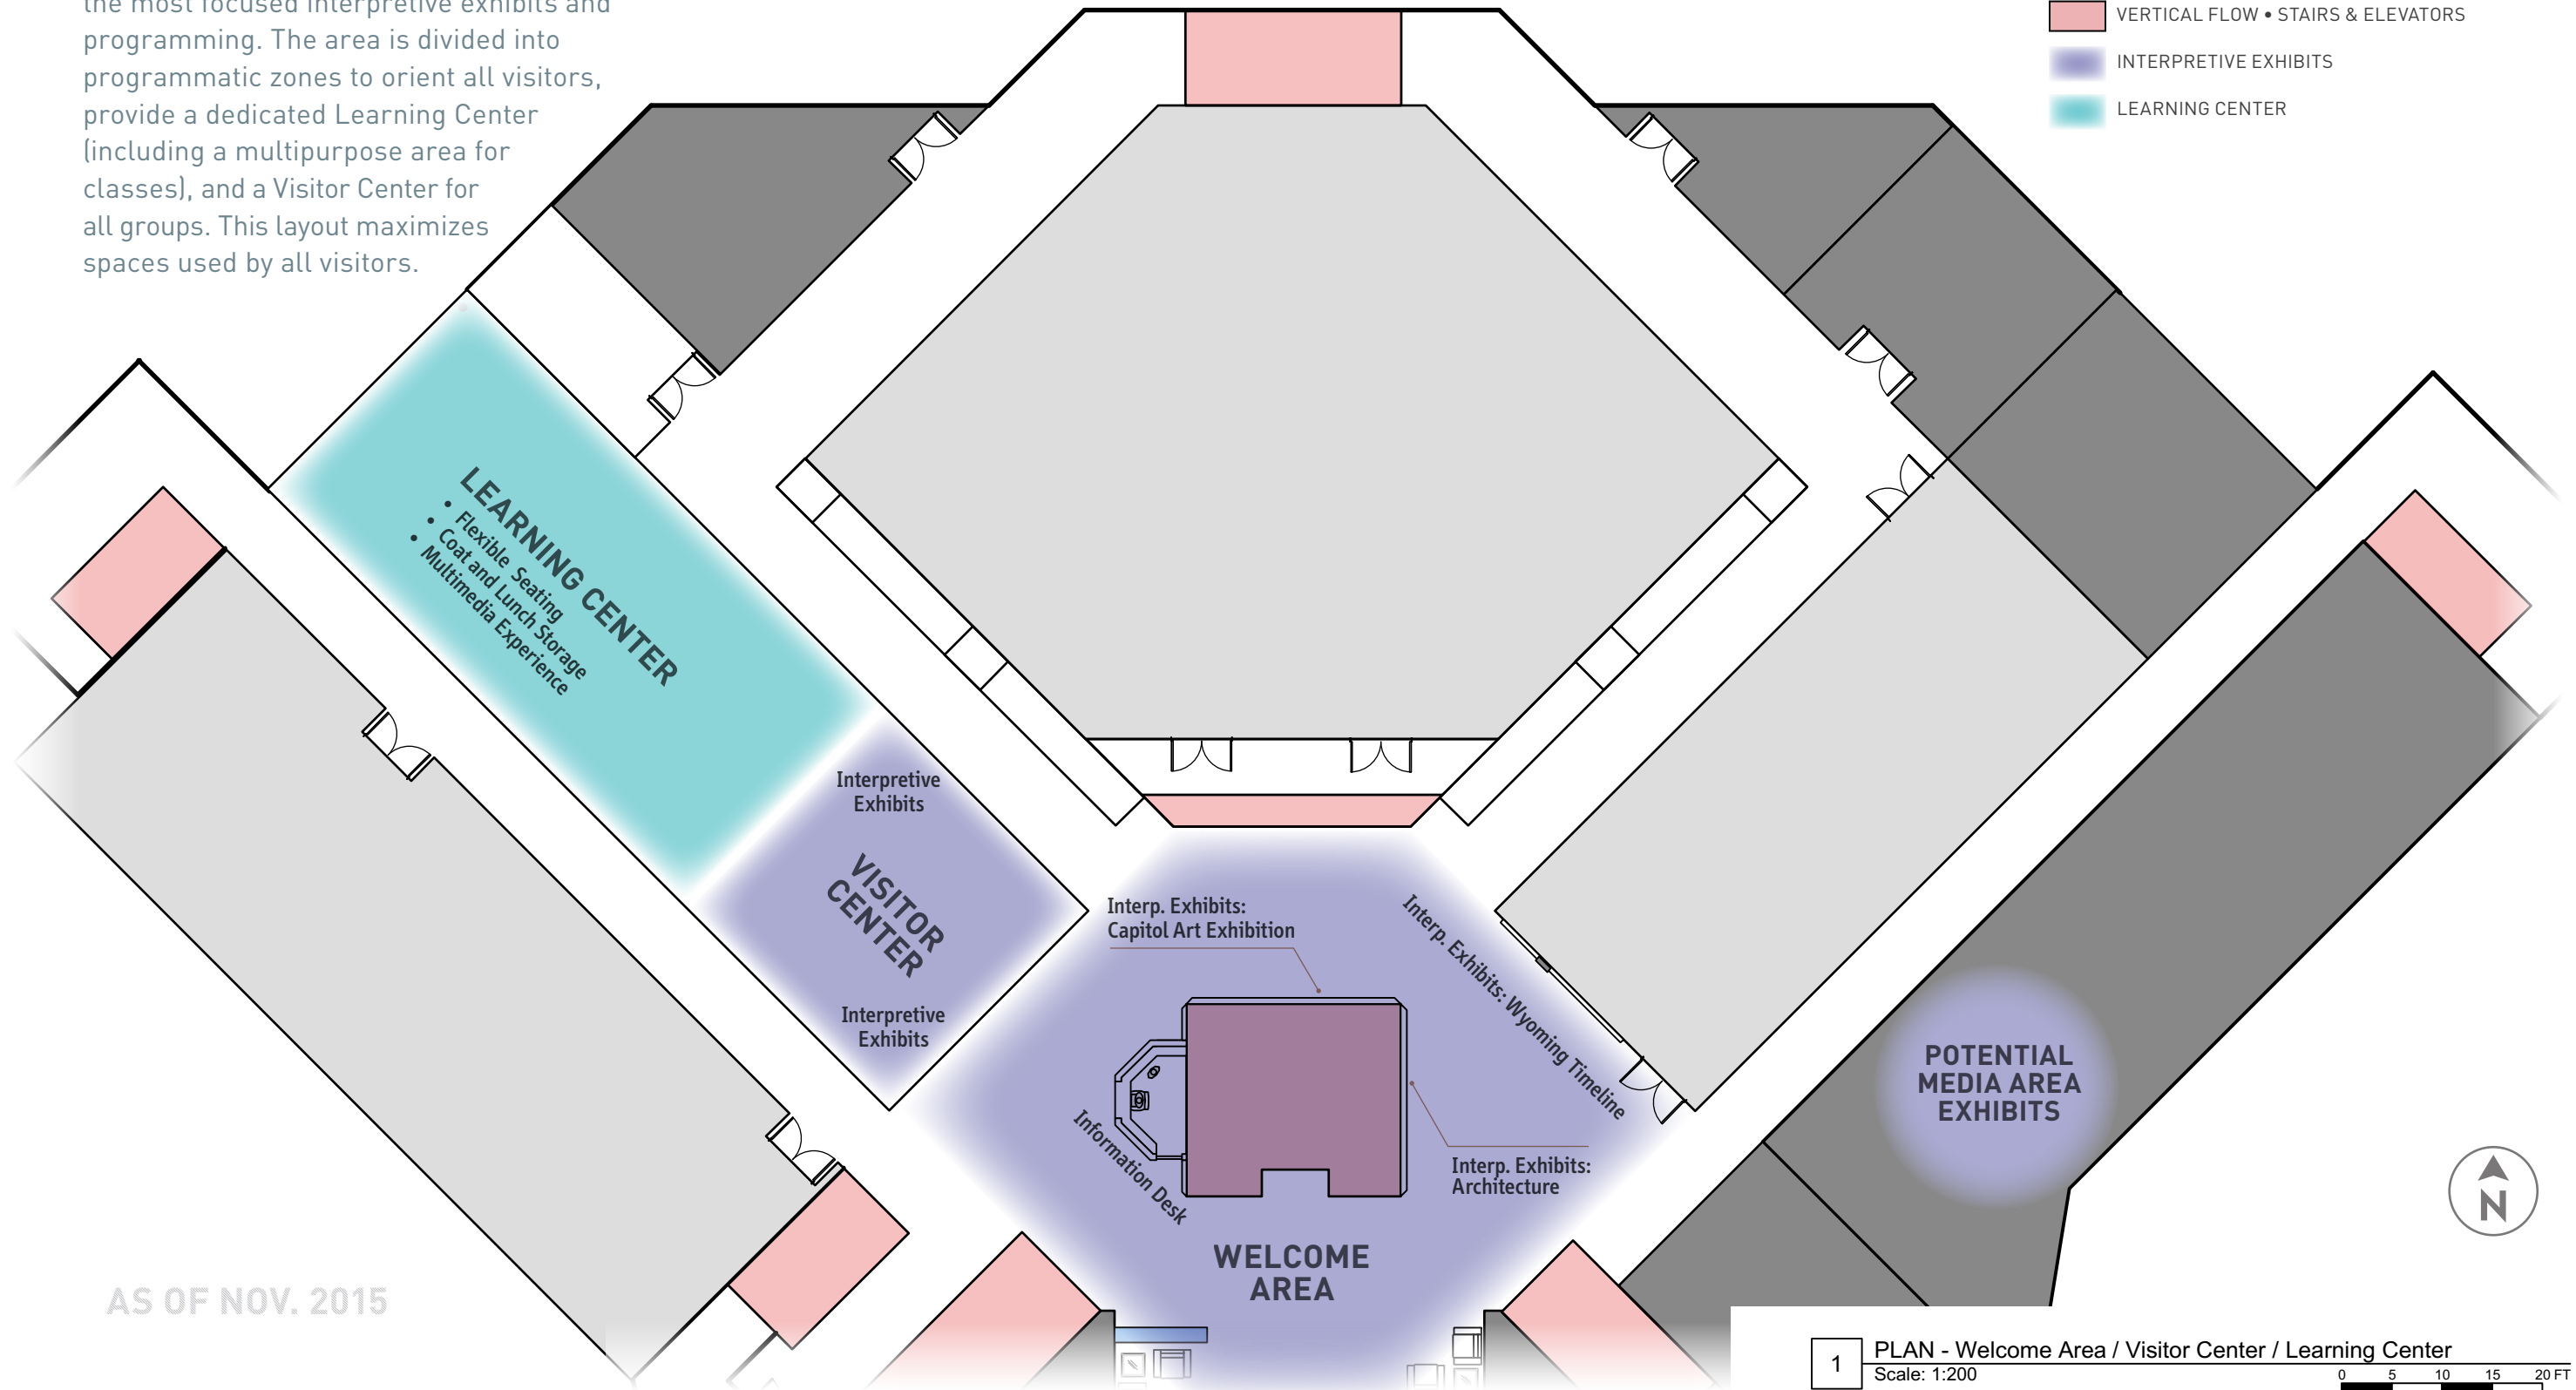 the most focused interpretive exhibits and
programming. The area is divided into
programmatic zones to orient all visitors,
provide a dedicated Learning Center
(including a multipurpose area for
classes), and a Visitor Center for
all groups. This layout maximizes
spaces used by all visitors.
VERTICAL FLOW • STAIRS & ELEVATORS
INTERPRETIVE EXHIBITS
LEARNING CENTER
LEARNING CENTER
• Flexible Seating
• Coat and Lunch Storage
• Multimedia Experience
Interpretive
Exhibits
VISITOR
CENTER
Interpretive
Exhibits
Interp. Exhibits:
Capitol Art Exhibition
Interp. Exhibits: Wyoming Timeline
Information Desk
Interp. Exhibits:
Architecture
WELCOME
AREA
POTENTIAL
MEDIA AREA
EXHIBITS
N
AS OF NOV. 2015
1
PLAN - Welcome Area / Visitor Center / Learning Center
Scale: 1:200
0 5 10 15 20 FT